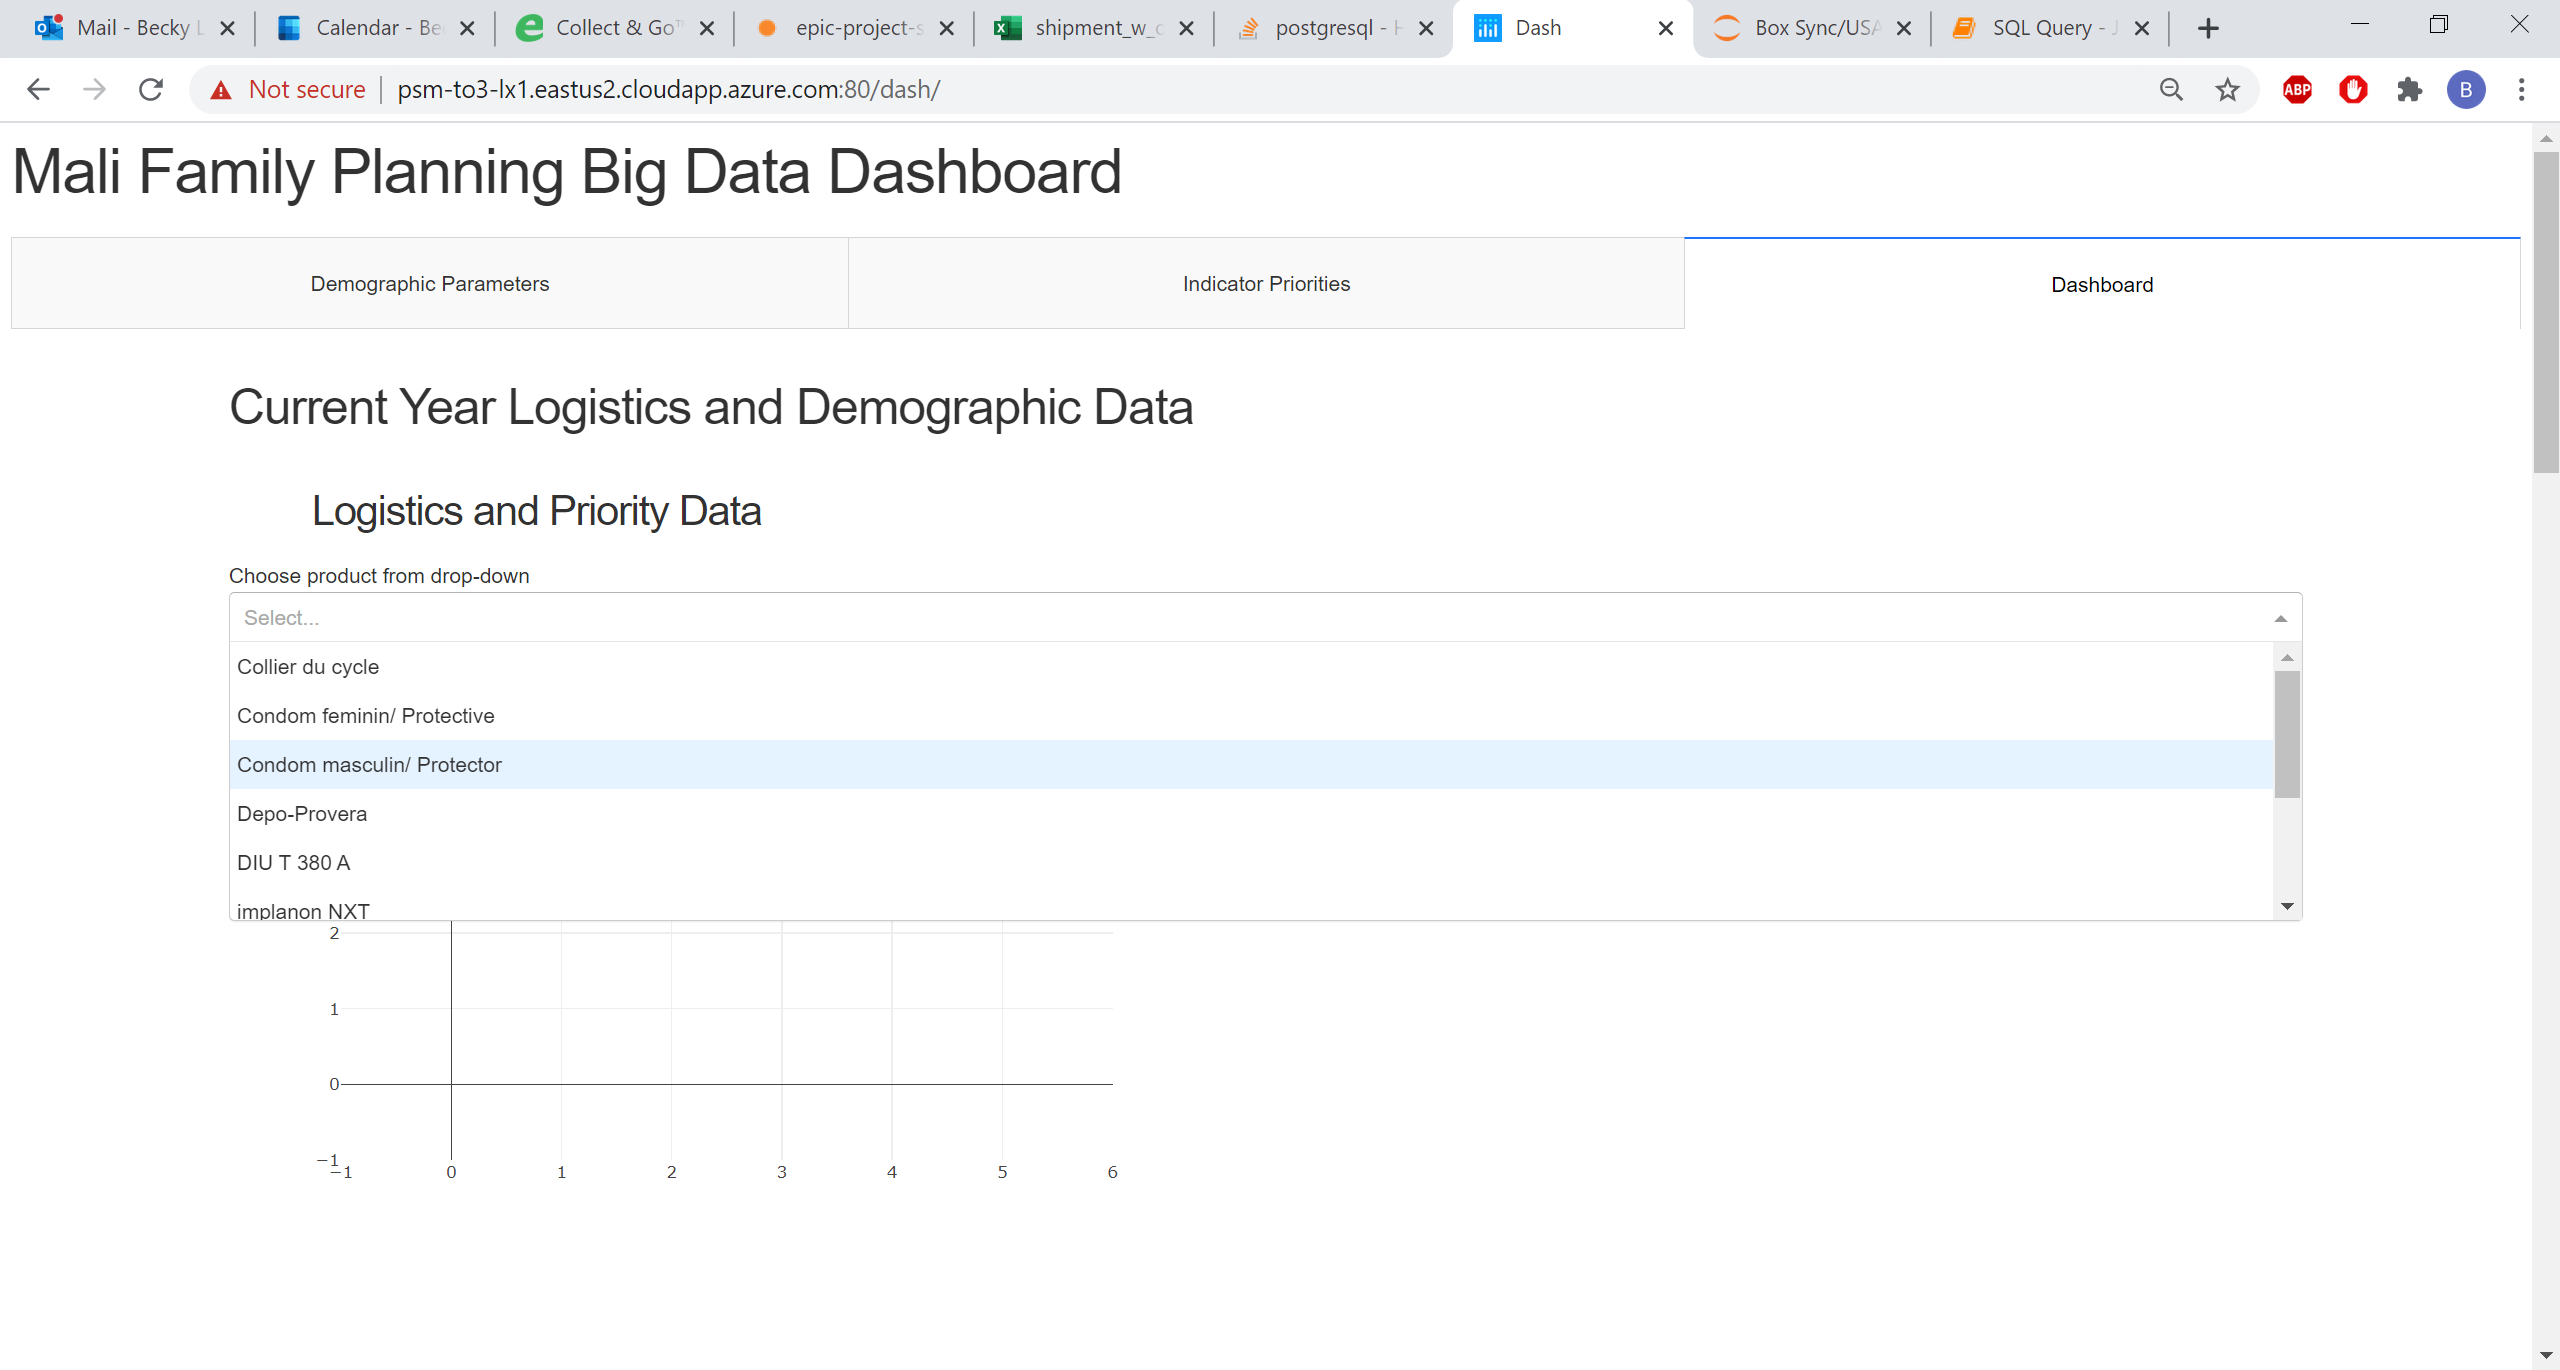 Mail - Becky L
Calendar - Be
Collect & Go™
epic-project-s
shipment_w_c
postgresql - H
Dash
Box Sync/USA
SQL Query - J
Not secure
psm-to3-lx1.eastus2.cloudapp.azure.com:80/dash/
ABP
B
Mali Family Planning Big Data Dashboard
Demographic Parameters
Indicator Priorities
Dashboard
Current Year Logistics and Demographic Data
Logistics and Priority Data
Choose product from drop-down
Select...
Collier du cycle
Condom feminin/ Protective
Condom masculin/ Protector
Depo-Provera
DIU T 380 A
implanon NXT
2
1
0
−1
−1 0 1 2 3 4 5 6